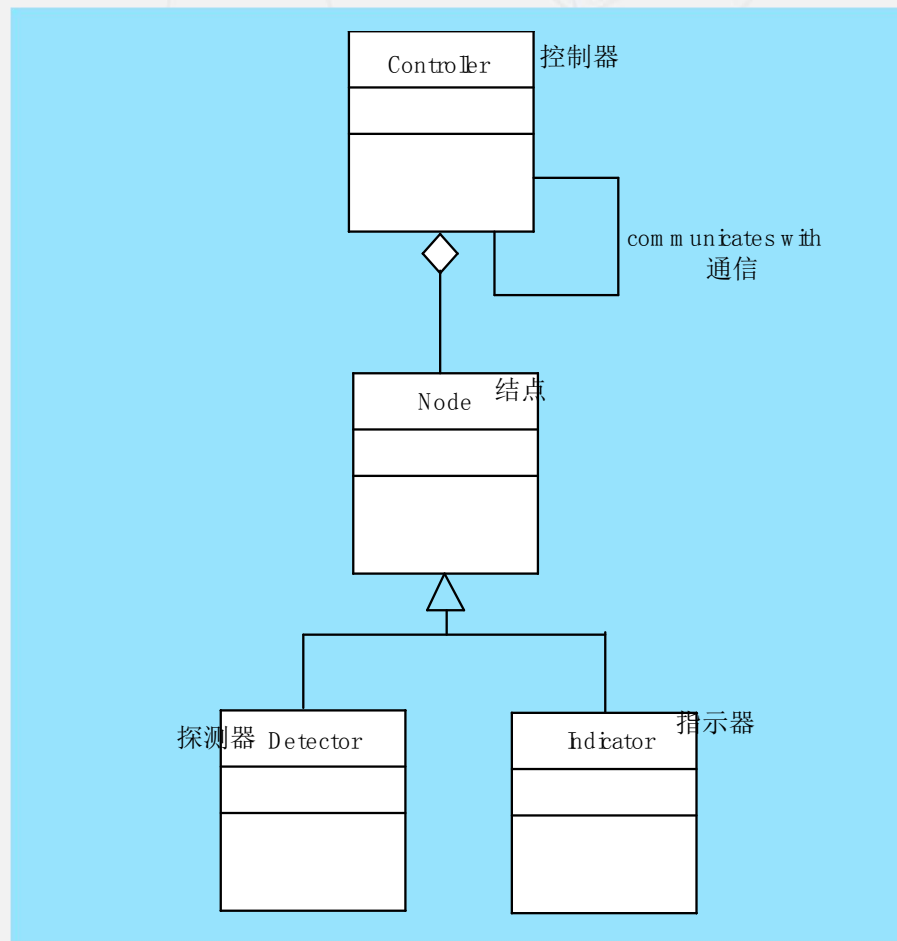 Controller
控制器
communicates with
通信
Node
结点
探测器
Detector
Indicator
指示器